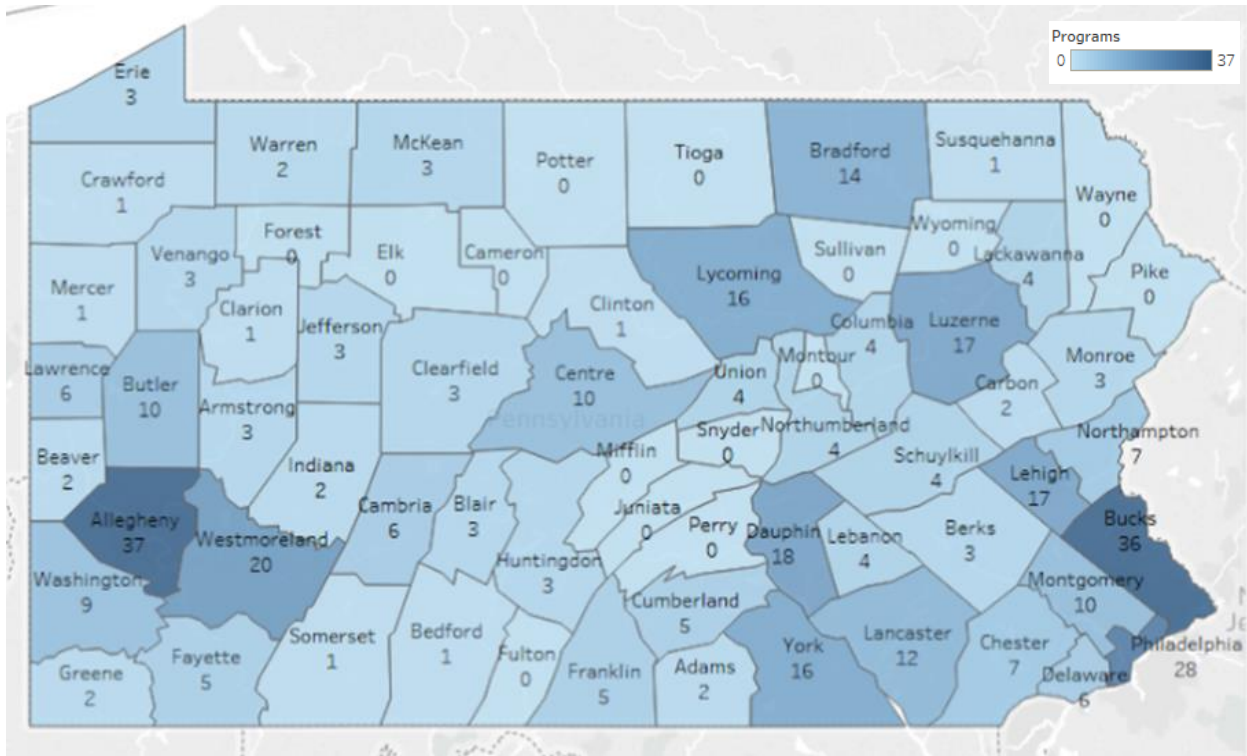 Programs
0 37
Erie
3
Warren
2
McKean
3
Potter
0
Tioga
0
Bradford
14
Susquehanna
1
Wayne
0
Crawford
1
Forest
0
Venango
3
Elk
0
Cameron
0
Lycoming
16
Sullivan
0
Wyoming
0
Lackawanna
4
Pike
0
Mercer
1
Clarion
1
Jefferson
3
Clinton
1
Columbia
4
Luzerne
17
Lawrence
6
Butler
10
Clearfield
3
Centre
10
Union
4
Montour
0
Carbon
2
Monroe
3
Armstrong
3
Pennsylvania
Snyder
0
Northumberland
4
Northampton
7
Beaver
2
Indiana
2
Mifflin
0
Schuylkill
4
Lehigh
17
Allegheny
37
Westmoreland
20
Cambria
6
Blair
3
Juniata
0
Perry
0
Dauphin
18
Lebanon
4
Berks
3
Bucks
36
Washington
9
Huntingdon
3
Cumberland
5
Montgomery
10
Greene
2
Fayette
5
Somerset
1
Bedford
1
Fulton
0
Franklin
5
Adams
2
York
16
Lancaster
12
Chester
7
Delaware
6
Philadelphia
28